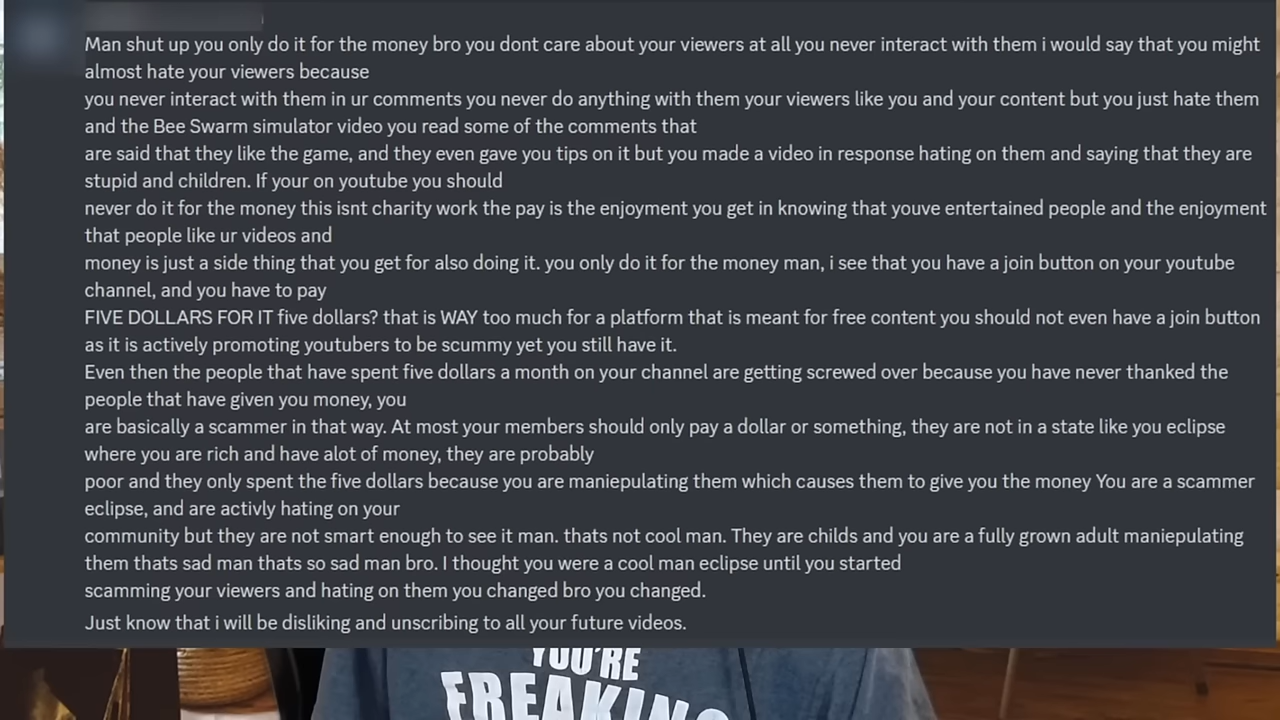 Man shut up you only do it for the money bro you dont care about your viewers at all you never interact with them i would say that you might
almost hate your viewers because
you never interact with them in ur comments you never do anything with them your viewers like you and your content but you just hate them
and the Bee Swarm simulator video you read some of the comments that
are said that they like the game, and they even gave you tips on it but you made a video in response hating on them and saying that they are
stupid and children. If your on youtube you should
never do it for the money this isnt charity work the pay is the enjoyment you get in knowing that youve entertained people and the enjoyment
that people like ur videos and
money is just a side thing that you get for also doing it. you only do it for the money man, i see that you have a join button on your youtube
channel, and you have to pay
FIVE DOLLARS FOR IT five dollars? that is WAY too much for a platform that is meant for free content you should not even have a join button
as it is actively promoting youtubers to be scummy yet you still have it.
Even then the people that have spent five dollars a month on your channel are getting screwed over because you have never thanked the
people that have given you money, you
are basically a scammer in that way. At most your members should only pay a dollar or something, they are not in a state like you eclipse
where you are rich and have alot of money, they are probably
poor and they only spent the five dollars because you are maniepulating them which causes them to give you the money You are a scammer
eclipse, and are activly hating on your
community but they are not smart enough to see it man. thats not cool man. They are childs and you are a fully grown adult maniepulating
them thats sad man thats so sad man bro. I thought you were a cool man eclipse until you started
scamming your viewers and hating on them you changed bro you changed.
Just know that i will be disliking and unscribing to all your future videos.
YOU'RE
FREAKING